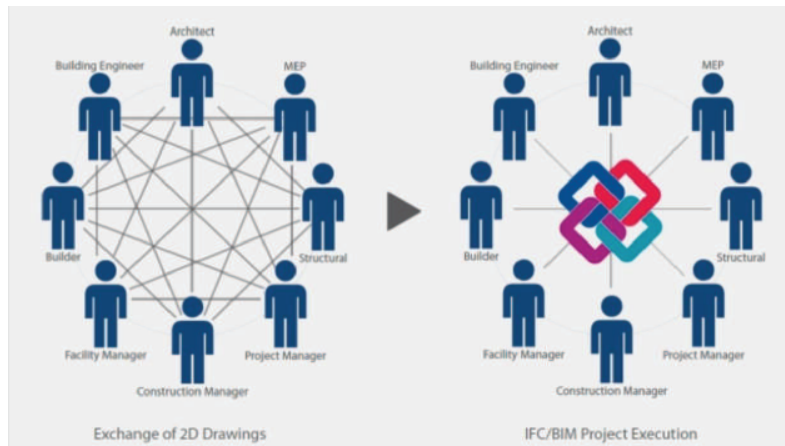 Architect
Building Engineer
MEP
Builder
Structural
Facility Manager
Project Manager
Construction Manager
Exchange of 2D Drawings
Architect
Building Engineer
MEP
Builder
Structural
Facility Manager
Project Manager
Construction Manager
IFC/BIM Project Execution